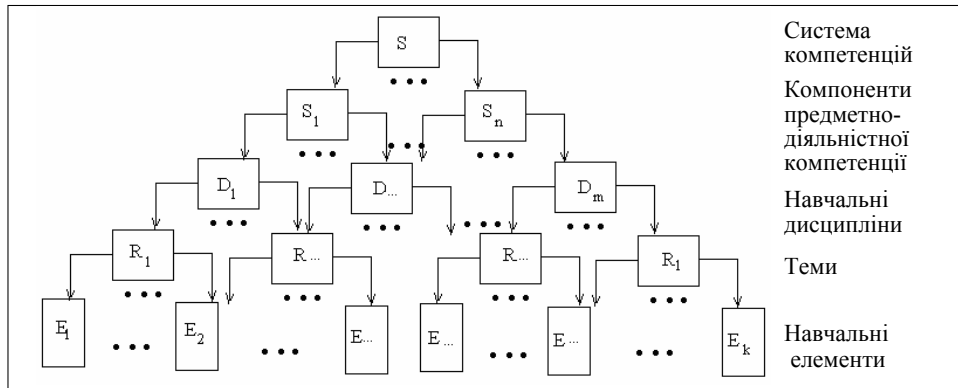 S
Система
компетенцій
• • •
S1 Sn
Компоненти
предметно-
діяльністної
компетенції
• • • • • • • • •
D1 D... Dm
Навчальні
дисципліни
• • • • • • • • • • • • •
R1 R... R... R1
Теми
• • • • • • • • • • • •
E1 E2 E... E... E... Ek
• • • • • • • • • • • •
Навчальні
елементи